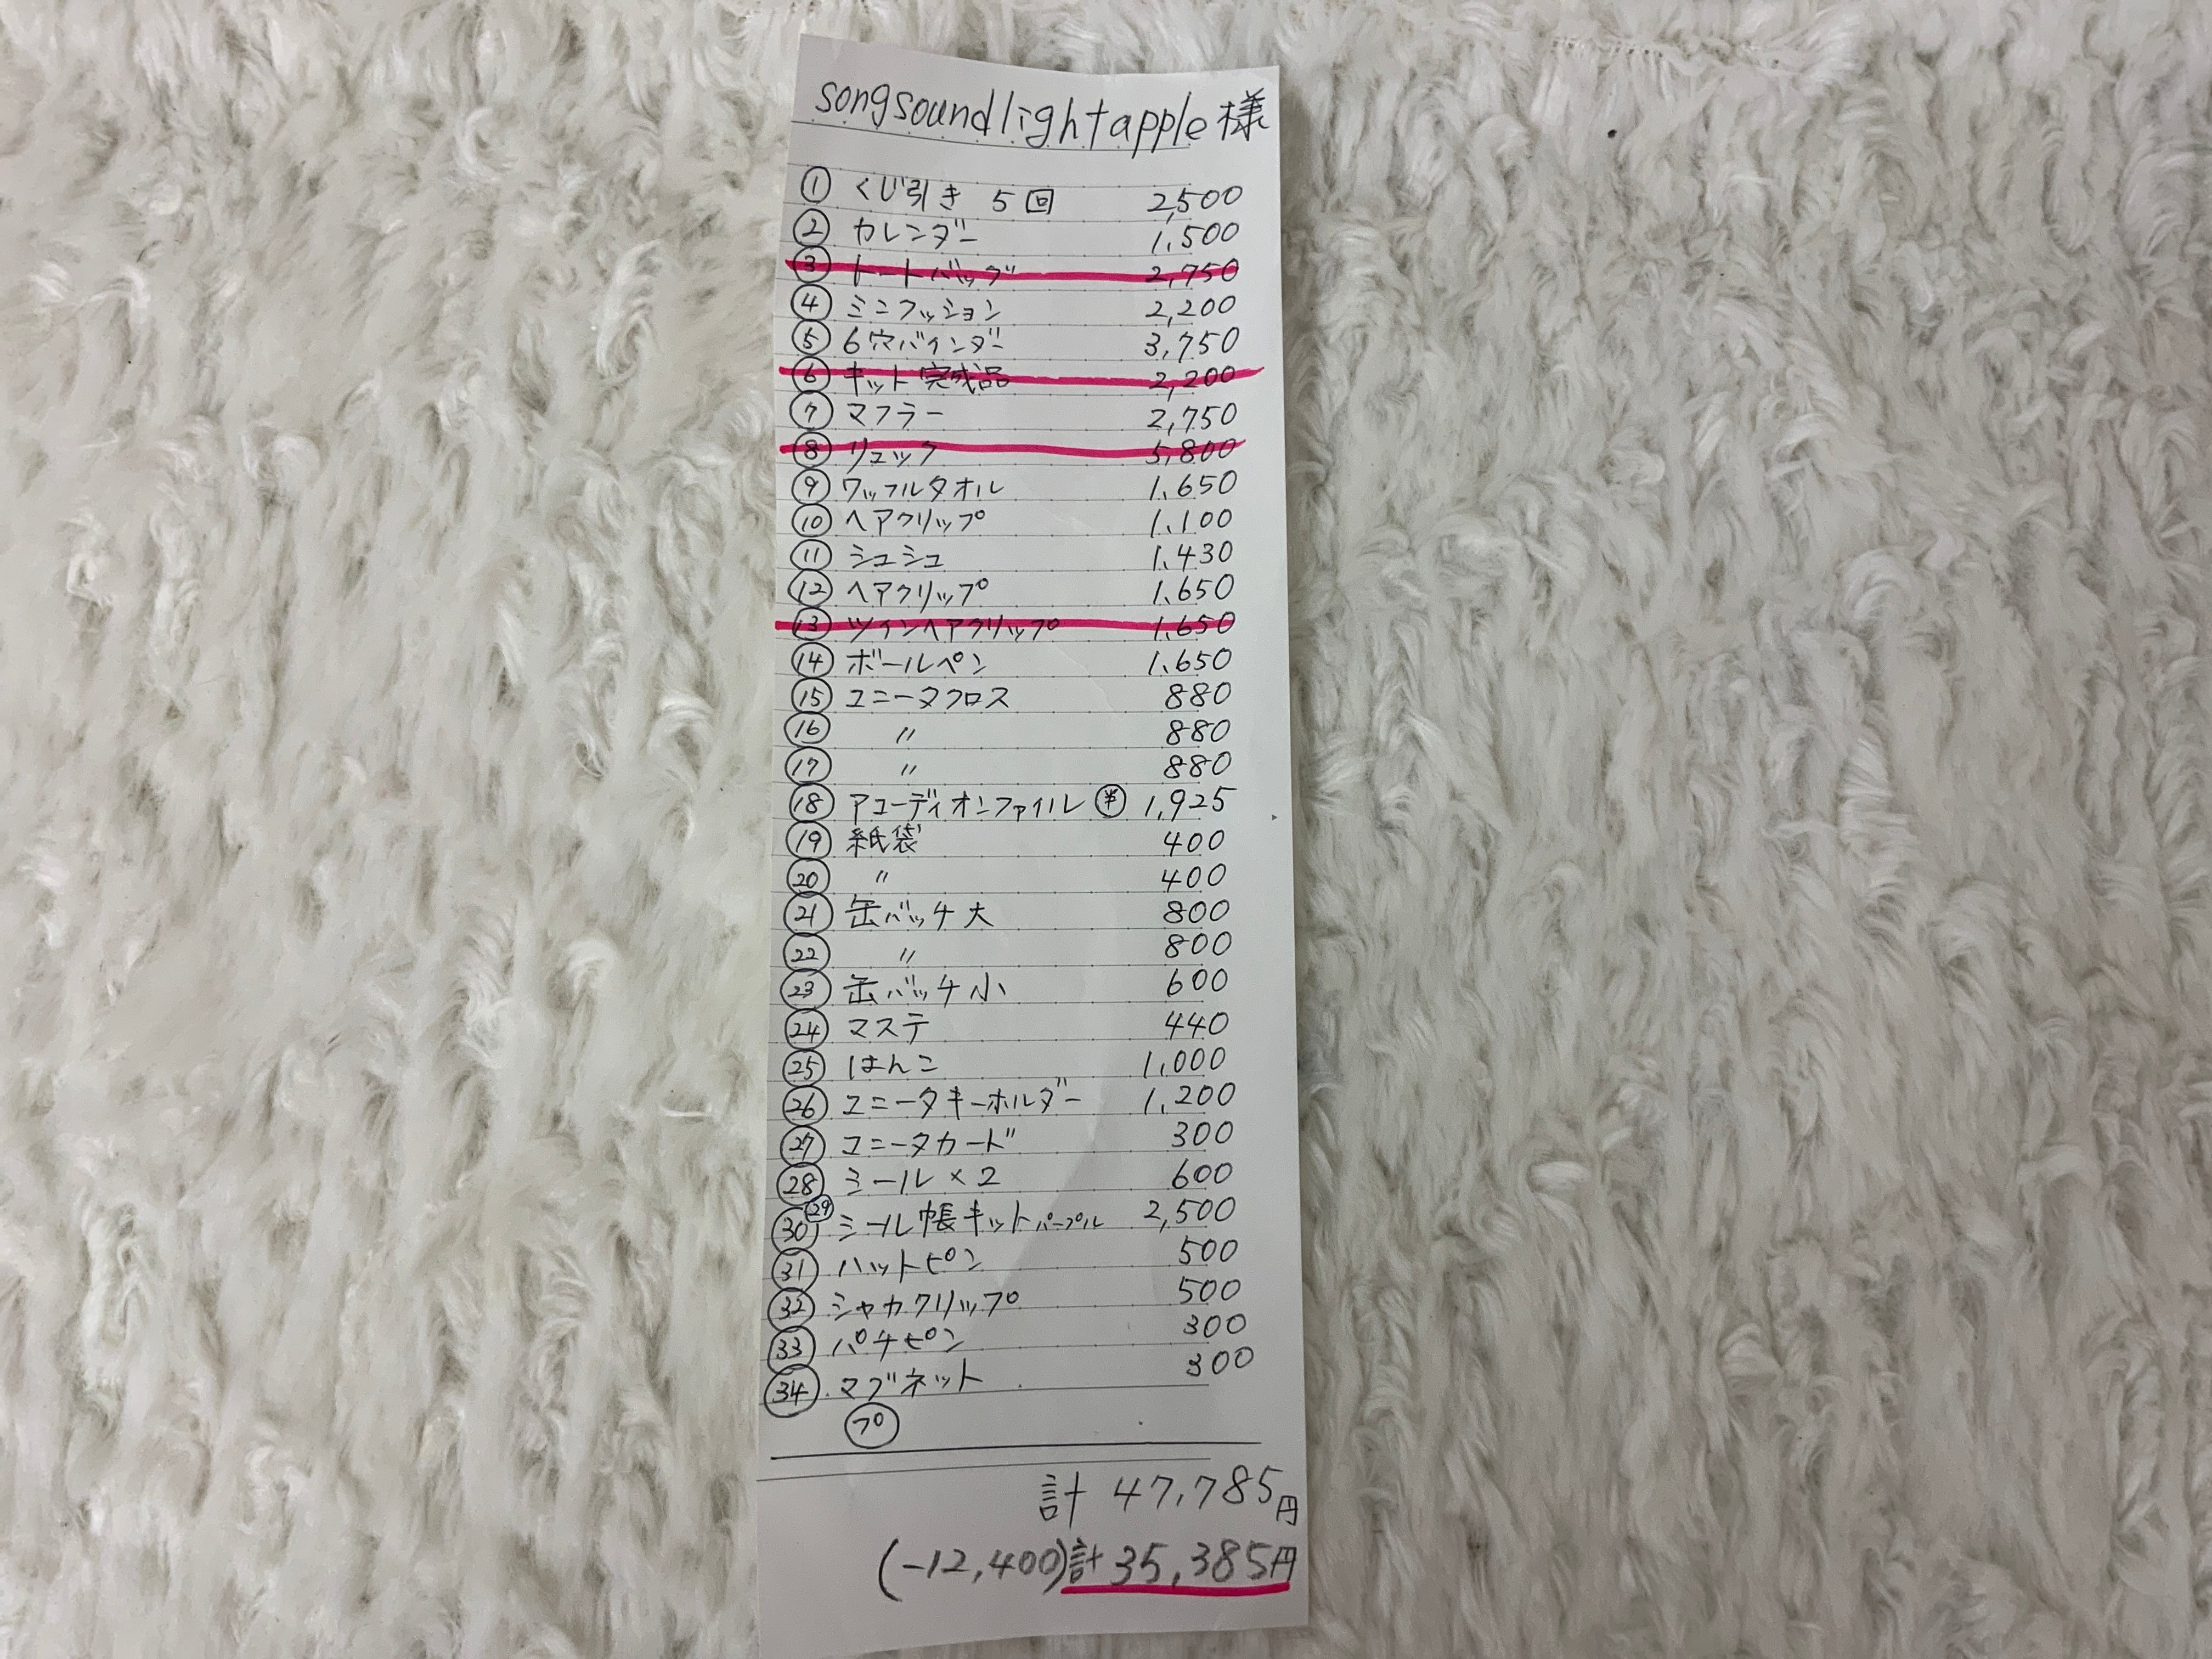 songsoundlightapple様
① くじ引き 5回 2,500
② カレンダー 1,500
③ トートバッグ 2,750
④ ミニクッション 2,200
⑤ 6穴バインダー 3,750
⑥ キット完成品 2,200
⑦ マフラー 2,750
⑧ リュック 5,800
⑨ ワッフルタオル 1,650
⑩ ヘアクリップ 1,100
⑪ シュシュ 1,430
⑫ ヘアクリップ 1,650
⑬ ツインヘアクリップ 1,650
⑭ ボールペン 1,650
⑮ ユニータクロス 880
⑯ 〃 880
⑰ 〃 880
⑱ アコーディオンファイル ¥ 1,925
⑲ 紙袋 400
⑳ 〃 400
㉑ 缶バッチ大 800
㉒ 〃 800
㉓ 缶バッチ小 600
㉔ マステ 440
㉕ はんこ 1,000
㉖ ユニータキーホルダー 1,200
㉗ ユニータカード 300
㉘ ミール×2 600
㉙ ㉚ ミール帳キットパープル 2,500
㉛ ハットピン 500
㉜ シャカクリップ 500
㉝ パチピン 300
㉞ マグネット 300
プ
計 47,785円
(-12,400)計 35,385円